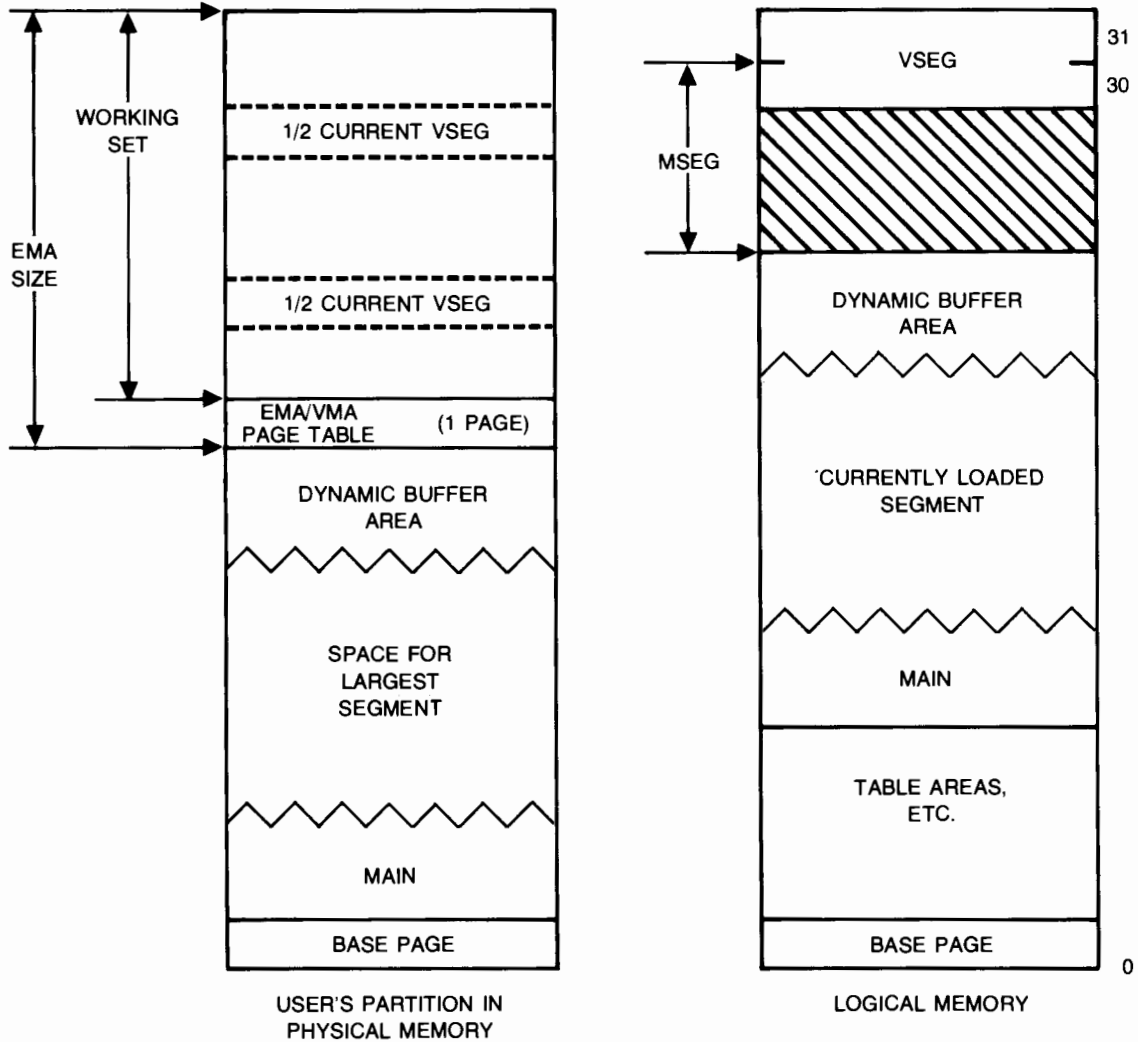 WORKING
SET
EMA
SIZE
1/2 CURRENT VSEG
1/2 CURRENT VSEG
EMA/VMA
PAGE TABLE
(1 PAGE)
DYNAMIC BUFFER
AREA
SPACE FOR
LARGEST
SEGMENT
MAIN
BASE PAGE
USER'S PARTITION IN
PHYSICAL MEMORY
31
VSEG
30
MSEG
DYNAMIC BUFFER
AREA
CURRENTLY LOADED
SEGMENT
MAIN
TABLE AREAS,
ETC.
BASE PAGE
0
LOGICAL MEMORY